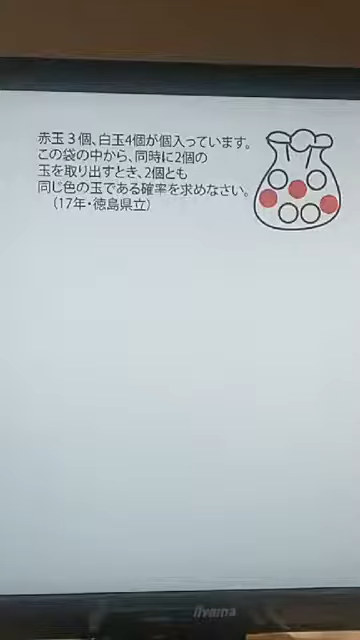 赤玉３個、白玉4個が個入っています。
この袋の中から、同時に2個の
玉を取り出すとき、2個とも
同じ色の玉である確率を求めなさい。
（17年・徳島県立）
iiyama